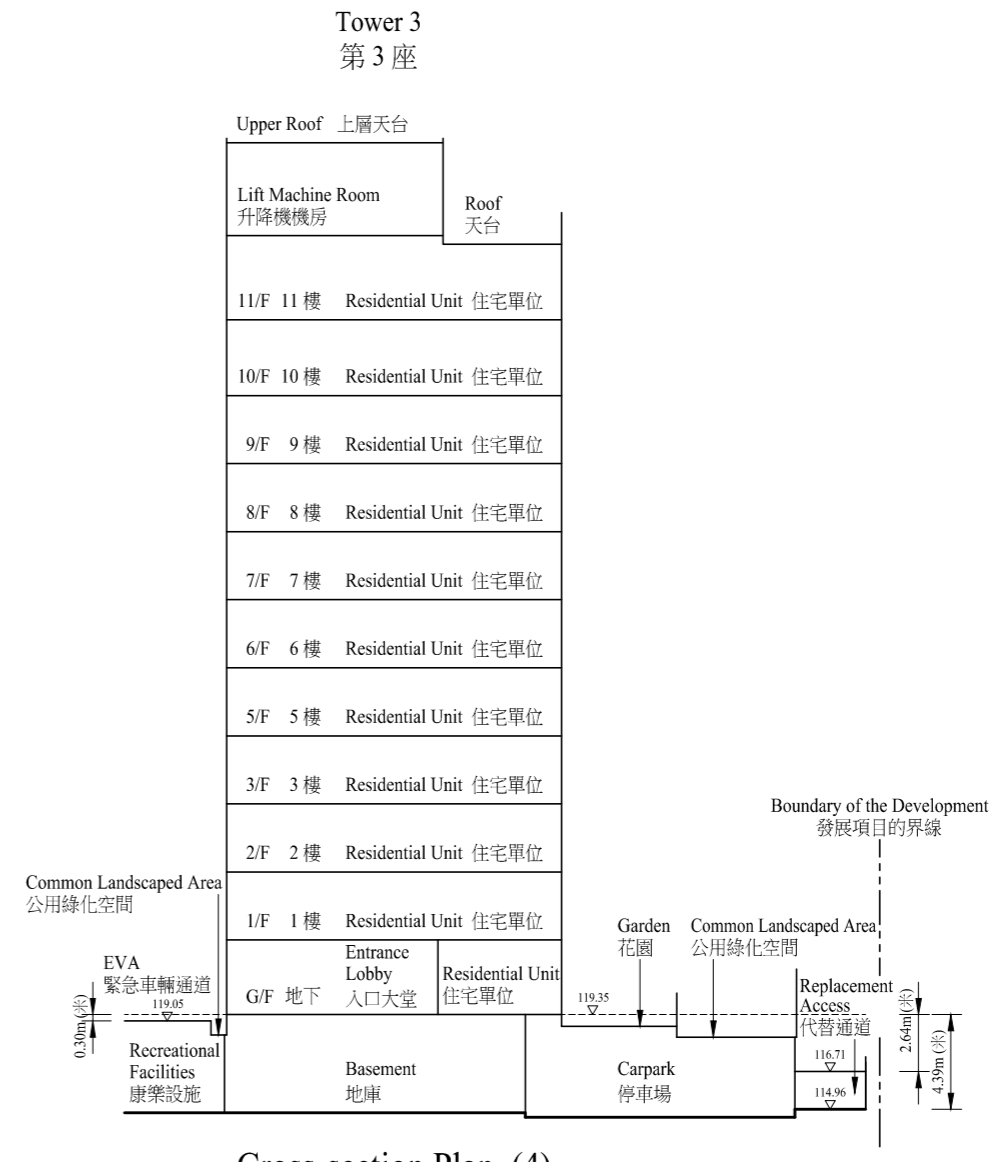 Tower 3
第 3 座
Upper Roof 上層天台
Lift Machine Room
升降機機房
Roof
天台
11/F 11 樓 Residential Unit 住宅單位
10/F 10 樓 Residential Unit 住宅單位
9/F 9 樓 Residential Unit 住宅單位
8/F 8 樓 Residential Unit 住宅單位
7/F 7 樓 Residential Unit 住宅單位
6/F 6 樓 Residential Unit 住宅單位
5/F 5 樓 Residential Unit 住宅單位
3/F 3 樓 Residential Unit 住宅單位
Boundary of the Development
發展項目的界線
2/F 2 樓 Residential Unit 住宅單位
Common Landscaped Area
公用綠化空間
1/F 1 樓 Residential Unit 住宅單位
Garden
花園
Common Landscaped Area
公用綠化空間
EVA
緊急車輛通道
119.05
0.30m (米)
G/F 地下
Entrance
Lobby
入口大堂
Residential Unit
住宅單位
119.35
Replacement
Access
代替通道
116.71
114.96
2.64m (米)
4.39m (米)
Recreational
Facilities
康樂設施
Basement
地庫
Carpark
停車場
Cross-section Plan (4)